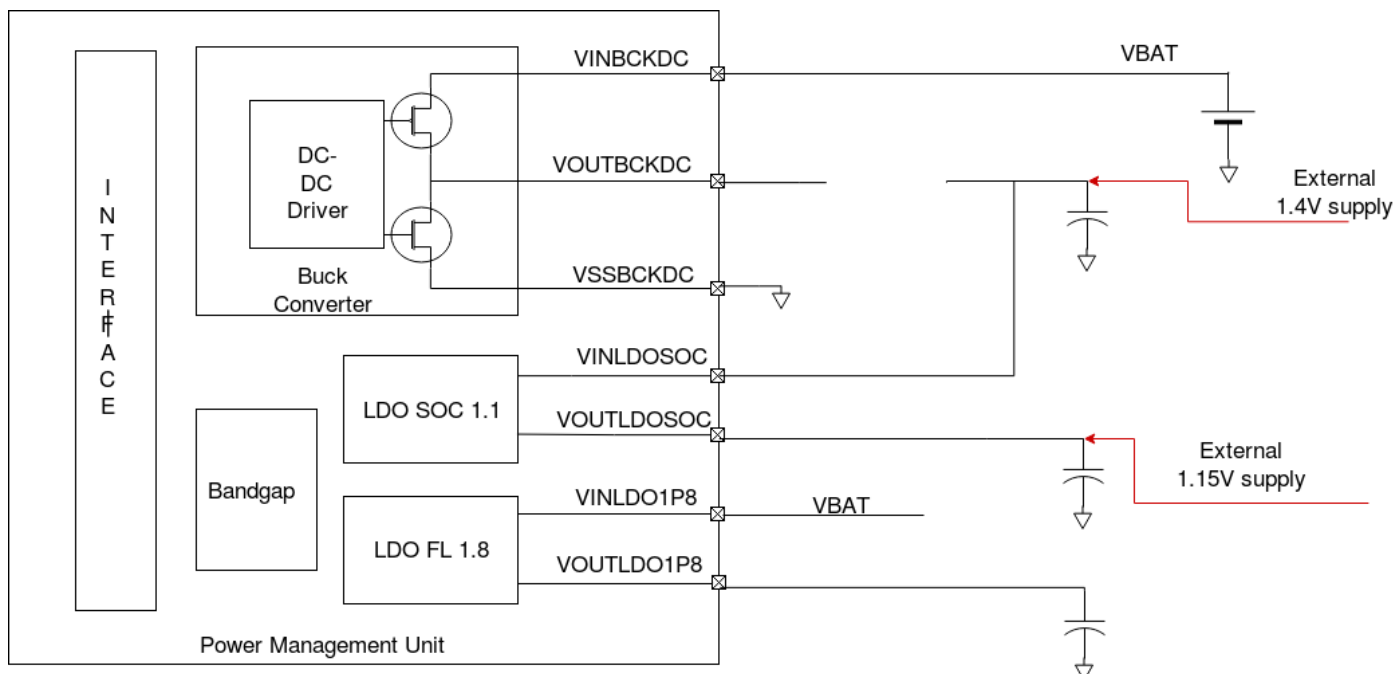 VINBCKDC
VBAT
DC-
DC
Driver
VOUTBCKDC
External
1.4V supply
I
N
T
E
R
F
A
C
E
Buck
Converter
VSSBCKDC
VINLDOSOC
LDO SOC 1.1
VOUTLDOSOC
External
1.15V supply
Bandgap
VINLDO1P8
VBAT
LDO FL 1.8
VOUTLDO1P8
Power Management Unit